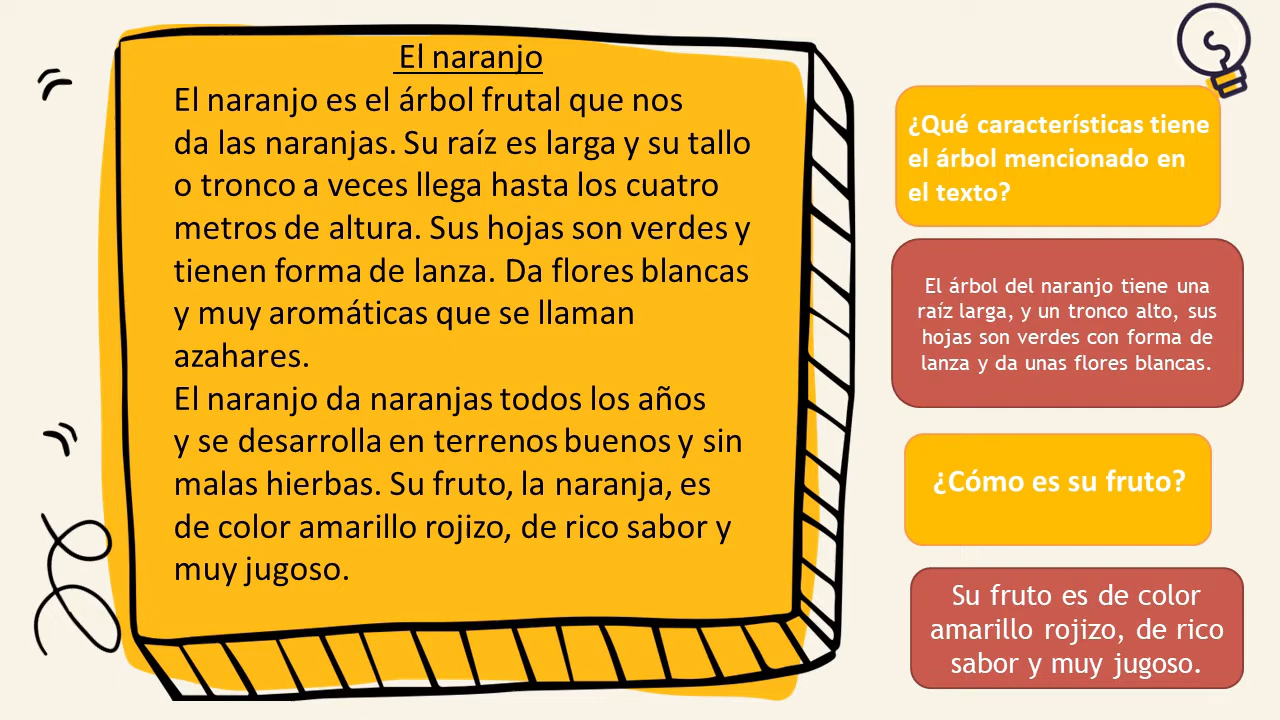 El naranjo
El naranjo es el árbol frutal que nos
da las naranjas. Su raíz es larga y su tallo
o tronco a veces llega hasta los cuatro
metros de altura. Sus hojas son verdes y
tienen forma de lanza. Da flores blancas
y muy aromáticas que se llaman
azahares.
El naranjo da naranjas todos los años
y se desarrolla en terrenos buenos y sin
malas hierbas. Su fruto, la naranja, es
de color amarillo rojizo, de rico sabor y
muy jugoso.
¿Qué características tiene
el árbol mencionado en
el texto?
El árbol del naranjo tiene una
raíz larga, y un tronco alto, sus
hojas son verdes con forma de
lanza y da unas flores blancas.
¿Cómo es su fruto?
Su fruto es de color
amarillo rojizo, de rico
sabor y muy jugoso.